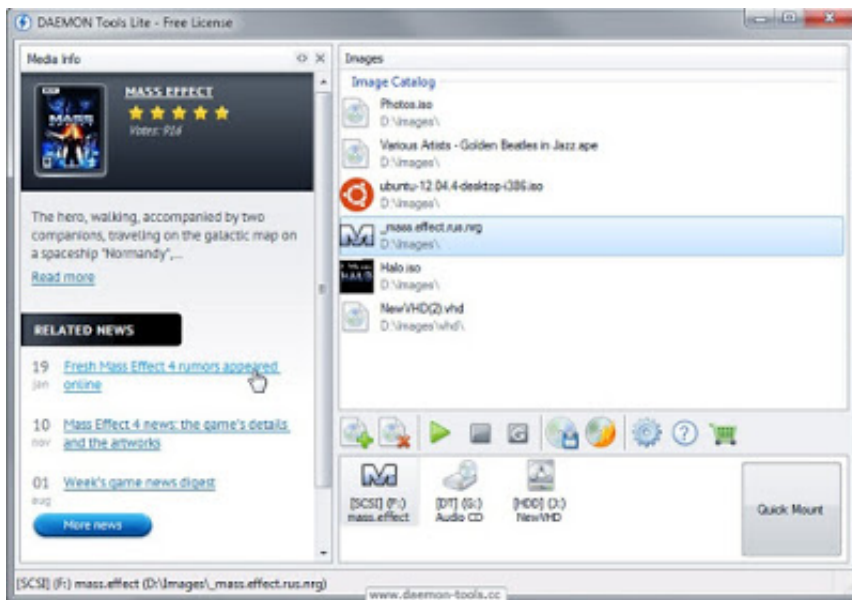 DAEMON Tools Lite - Free License
Media Info
MASS EFFECT
Votes: 916
MASS
The hero, walking, accompanied by two
companions, traveling on the galactic map on
a spaceship "Normandy",...
Read more
RELATED NEWS
19 Fresh Mass Effect 4 rumors appeared
jan online
10 Mass Effect 4 news: the game's details
nov and the artworks
01 Week's game news digest
aug
More news
Images
Image Catalog
Photos.iso
D:\Images\
Various Artists - Golden Beatles in Jazz.ape
D:\Images\
ubuntu-12.04.4-desktop-i386.iso
D:\Images\
_mass.effect.rus.nrg
D:\Images\
HALO
Halo.iso
D:\Images\
NewVHD(2).vhd
D:\Images\vhd\
[SCSI] (F:)
mass.effect
[DT] (G:)
Audio CD
[HDD] (J:)
NewVHD
Quick Mount
[SCSI] (F:) mass.effect (D:\Images\_mass.effect.rus.nrg)
www.daemon-tools.cc